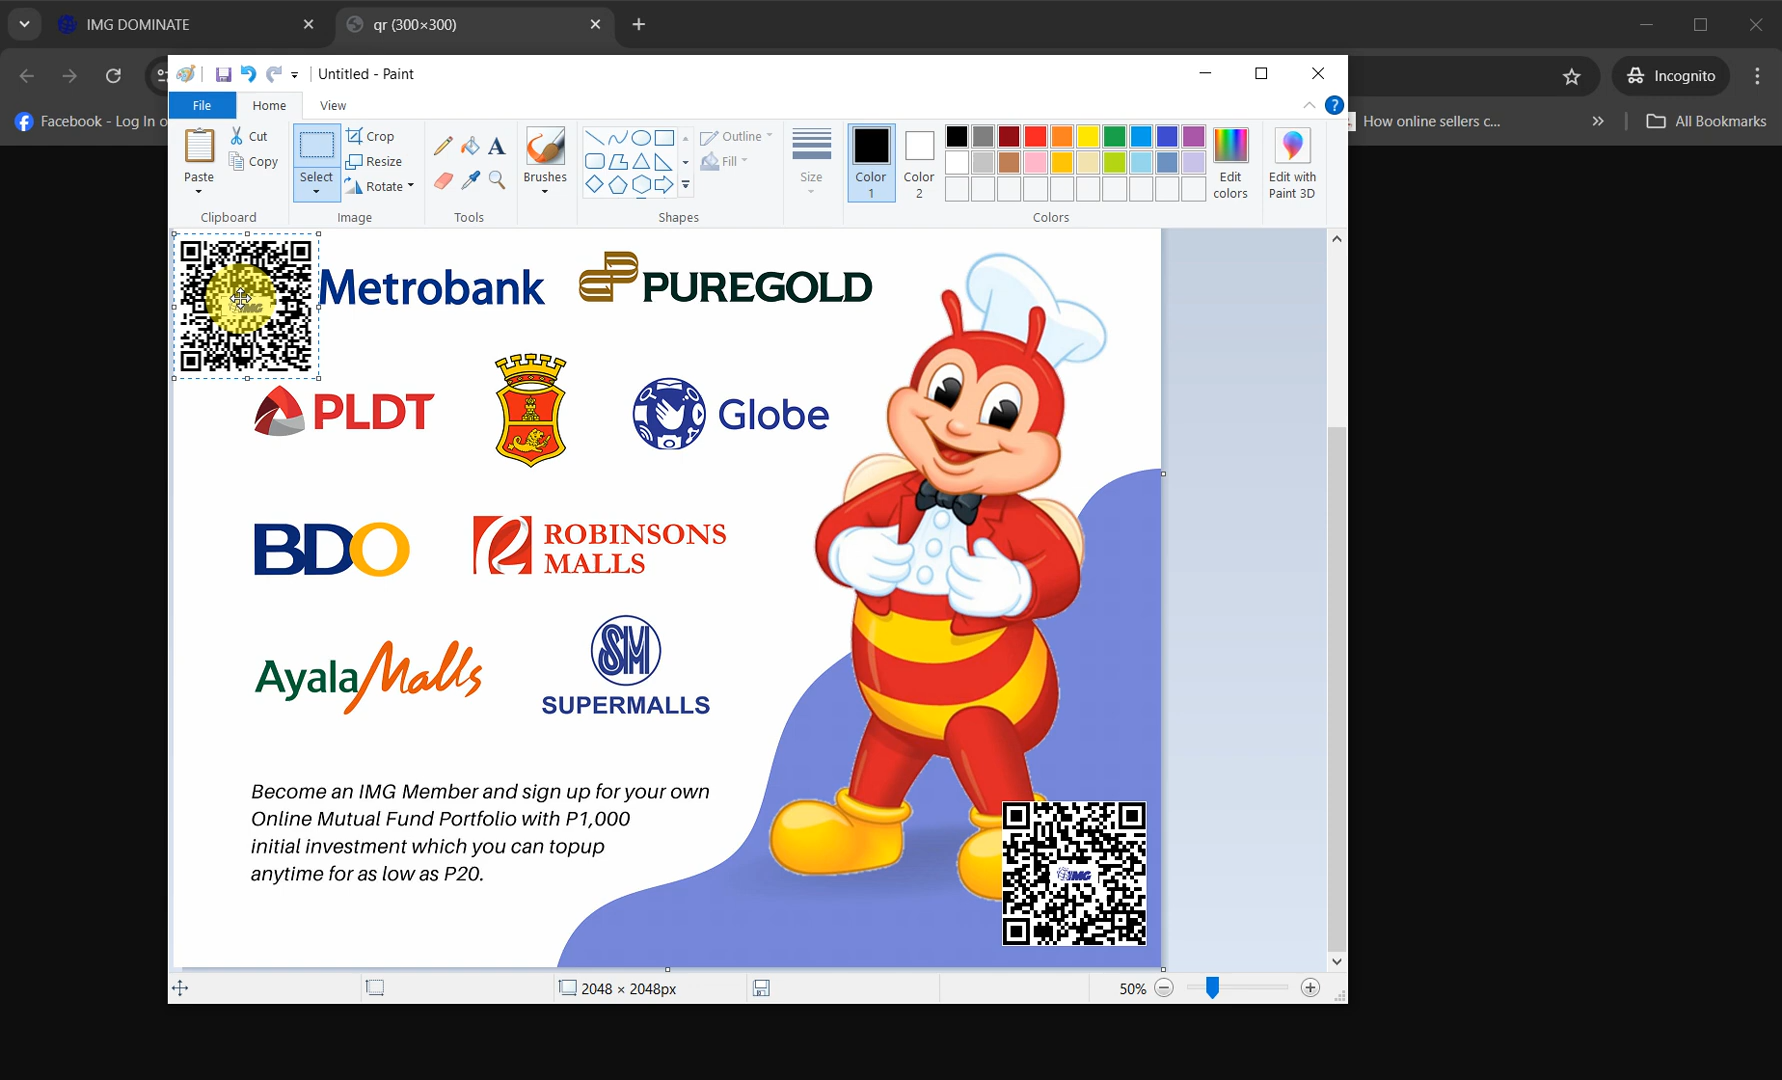 IMG DOMINATE
qr (300×300)
Incognito
Facebook - Log In o
How online sellers c...
»
All Bookmarks
Untitled - Paint
File
Home
View
Paste
Cut
Copy
Clipboard
Select
Crop
Resize
Rotate
Image
Tools
Brushes
Shapes
Outline
Fill
Size
Color
1
Color
2
Edit
colors
Edit with
Paint 3D
Colors
Metrobank
PUREGOLD
PLDT
Globe
BDO
ROBINSONS
MALLS
AyalaMalls
SM
SUPERMALLS
Become an IMG Member and sign up for your own
Online Mutual Fund Portfolio with P1,000
initial investment which you can topup
anytime for as low as P20.
IMG
2048 × 2048px
50%